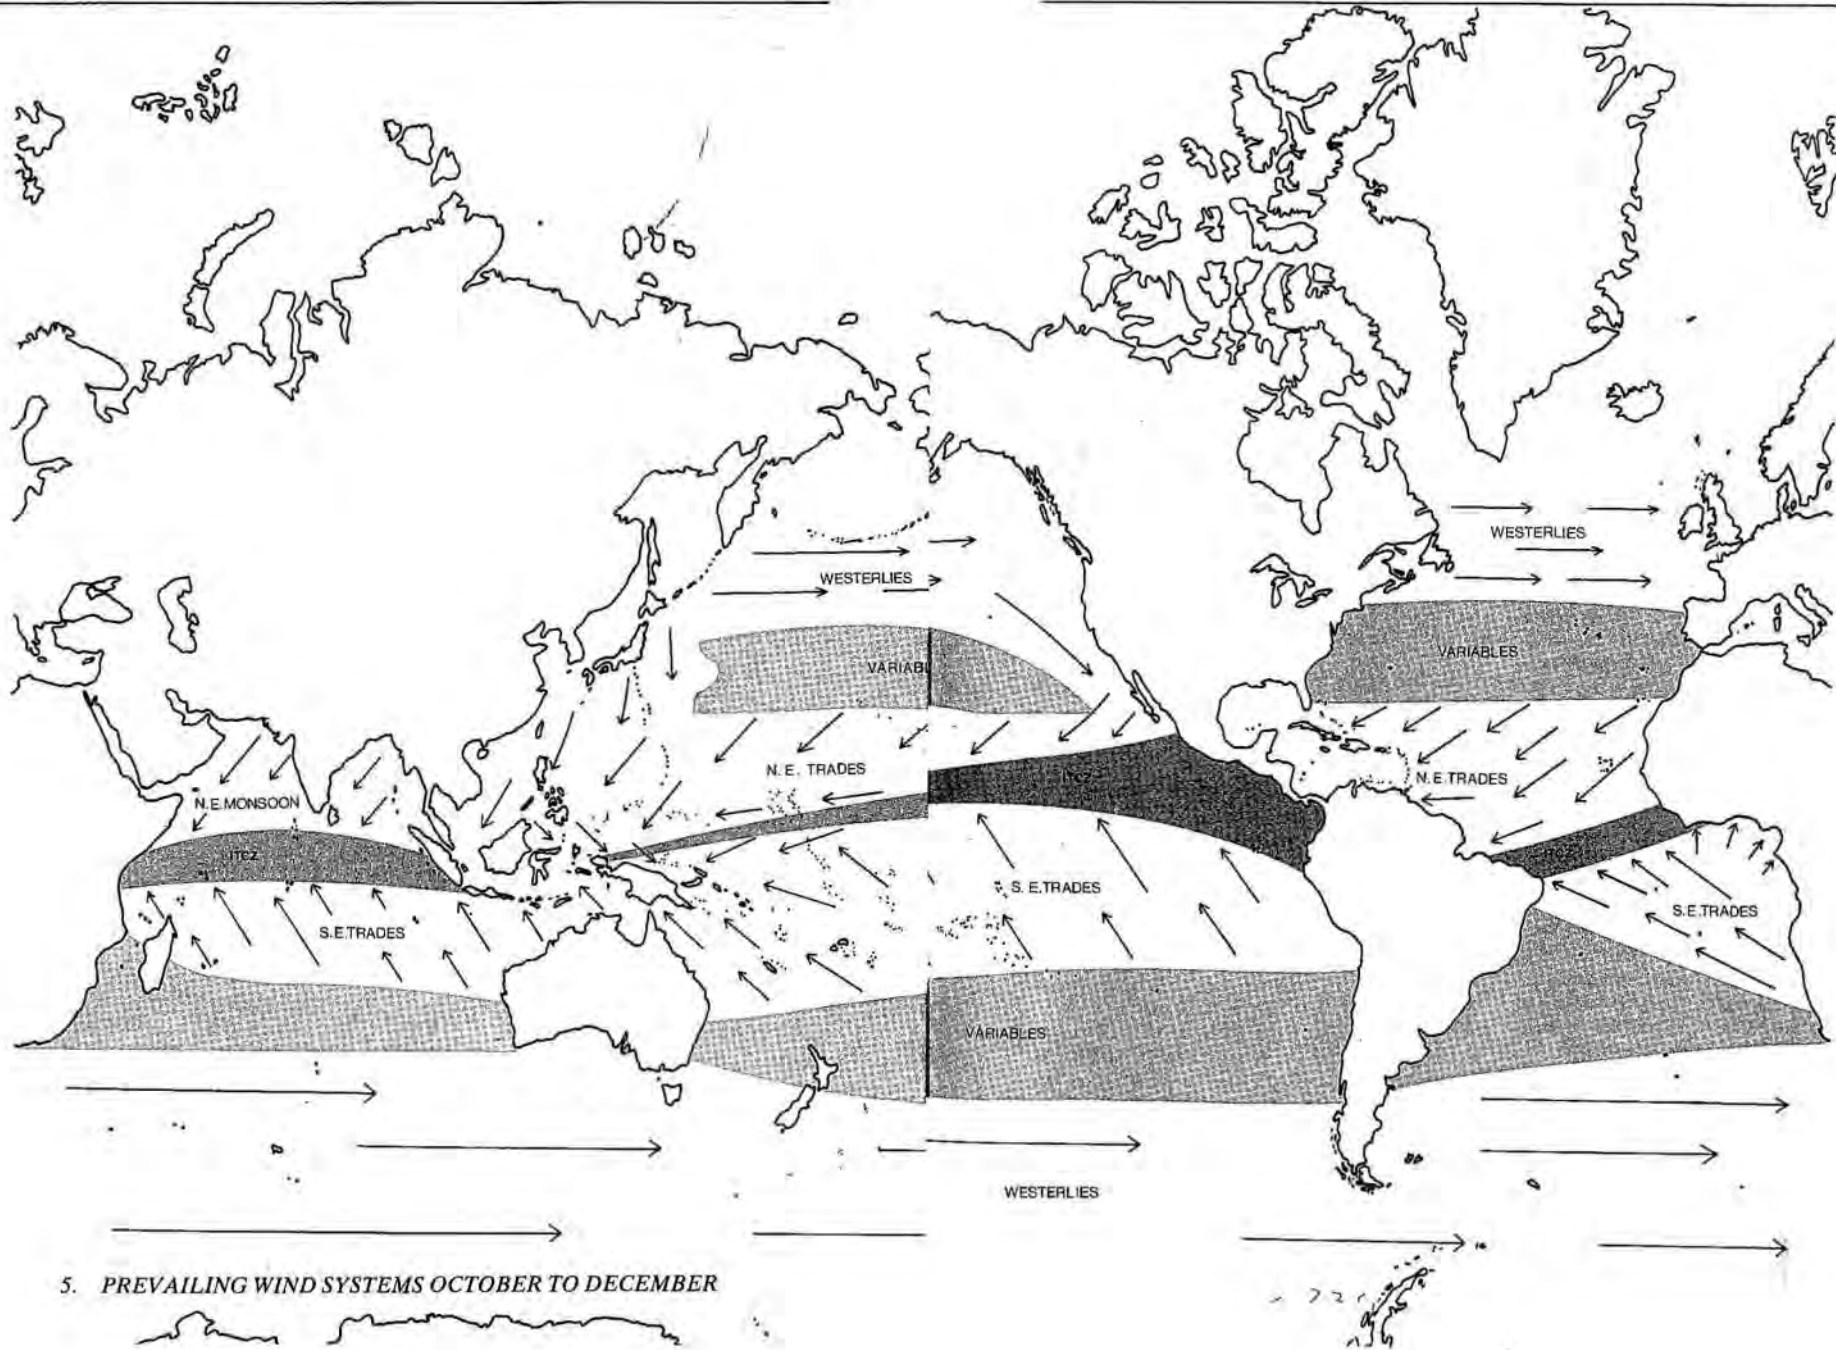 WESTERLIES
WESTERLIES
VARIABLES
VARIABL
N. E. TRADES
ITCZ
N. E. TRADES
N. E. MONSOON
ITCZ
S. E. TRADES
S. E. TRADES
S. E. TRADES
VARIABLES
WESTERLIES
5. PREVAILING WIND SYSTEMS OCTOBER TO DECEMBER